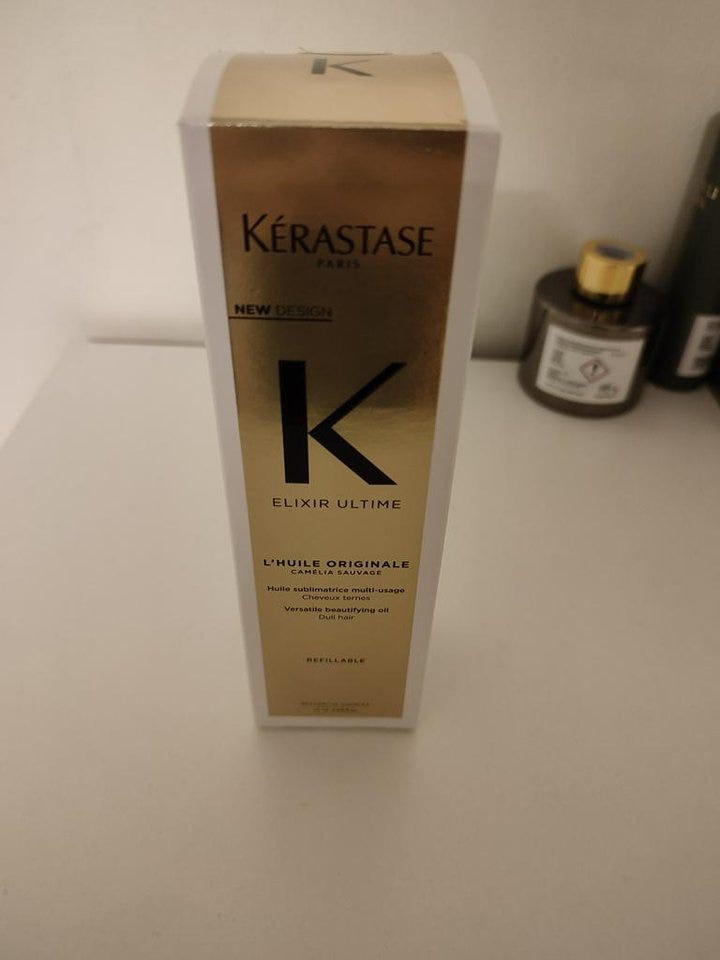 K
KÉRASTASE
PARIS
NEW DESIGN
K
ELIXIR ULTIME
L'HUILE ORIGINALE
CAMÉLIA SAUVAGE
Huile sublimatrice multi-usage
Cheveux ternes
Versatile beautifying oil
Dull hair
REFILLABLE